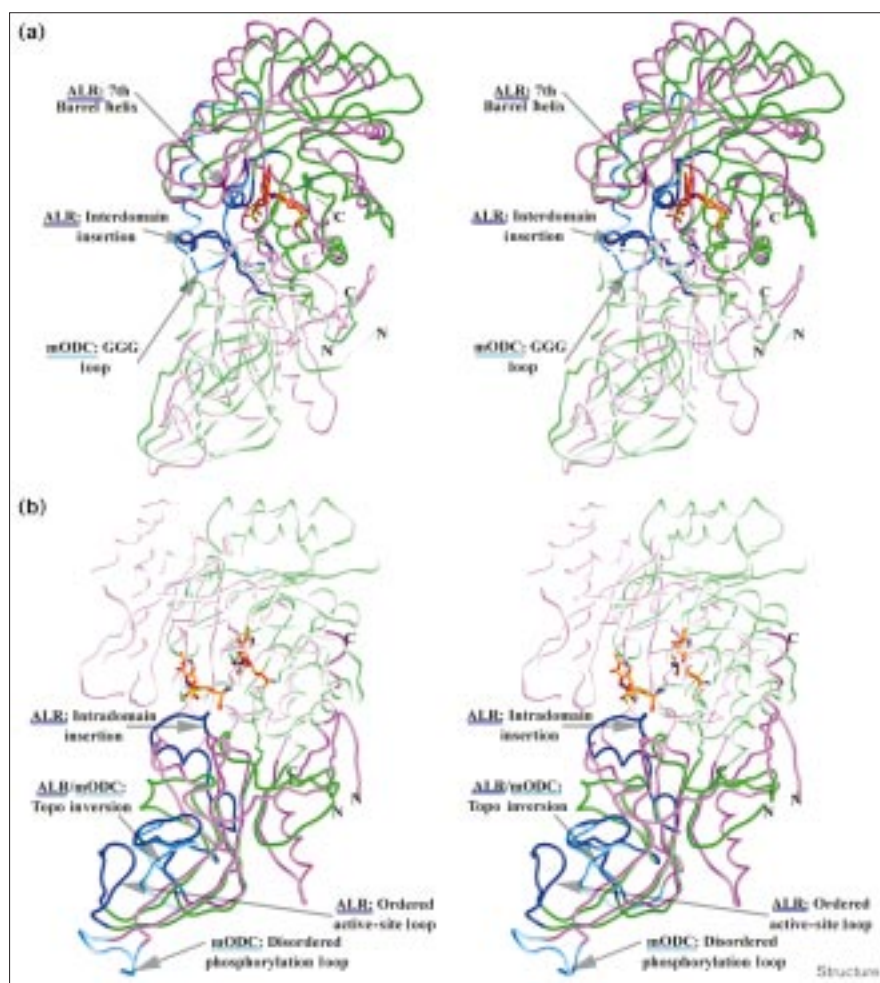 (a)
ALR: 7th
Barrel helix
ALR: Interdomain
insertion
mODC: GGG
loop
C
C
N
N
ALR: 7th
Barrel helix
ALR: Interdomain
insertion
mODC: GGG
loop
C
C
N
N
(b)
ALR: Intradomain
insertion
ALR/mODC:
Topo inversion
ALR: Ordered
active-site loop
mODC: Disordered
phosphorylation loop
C
C
N
N
ALR: Intradomain
insertion
ALR/mODC:
Topo inversion
ALR: Ordered
active-site loop
mODC: Disordered
phosphorylation loop
C
C
N
N
Structure